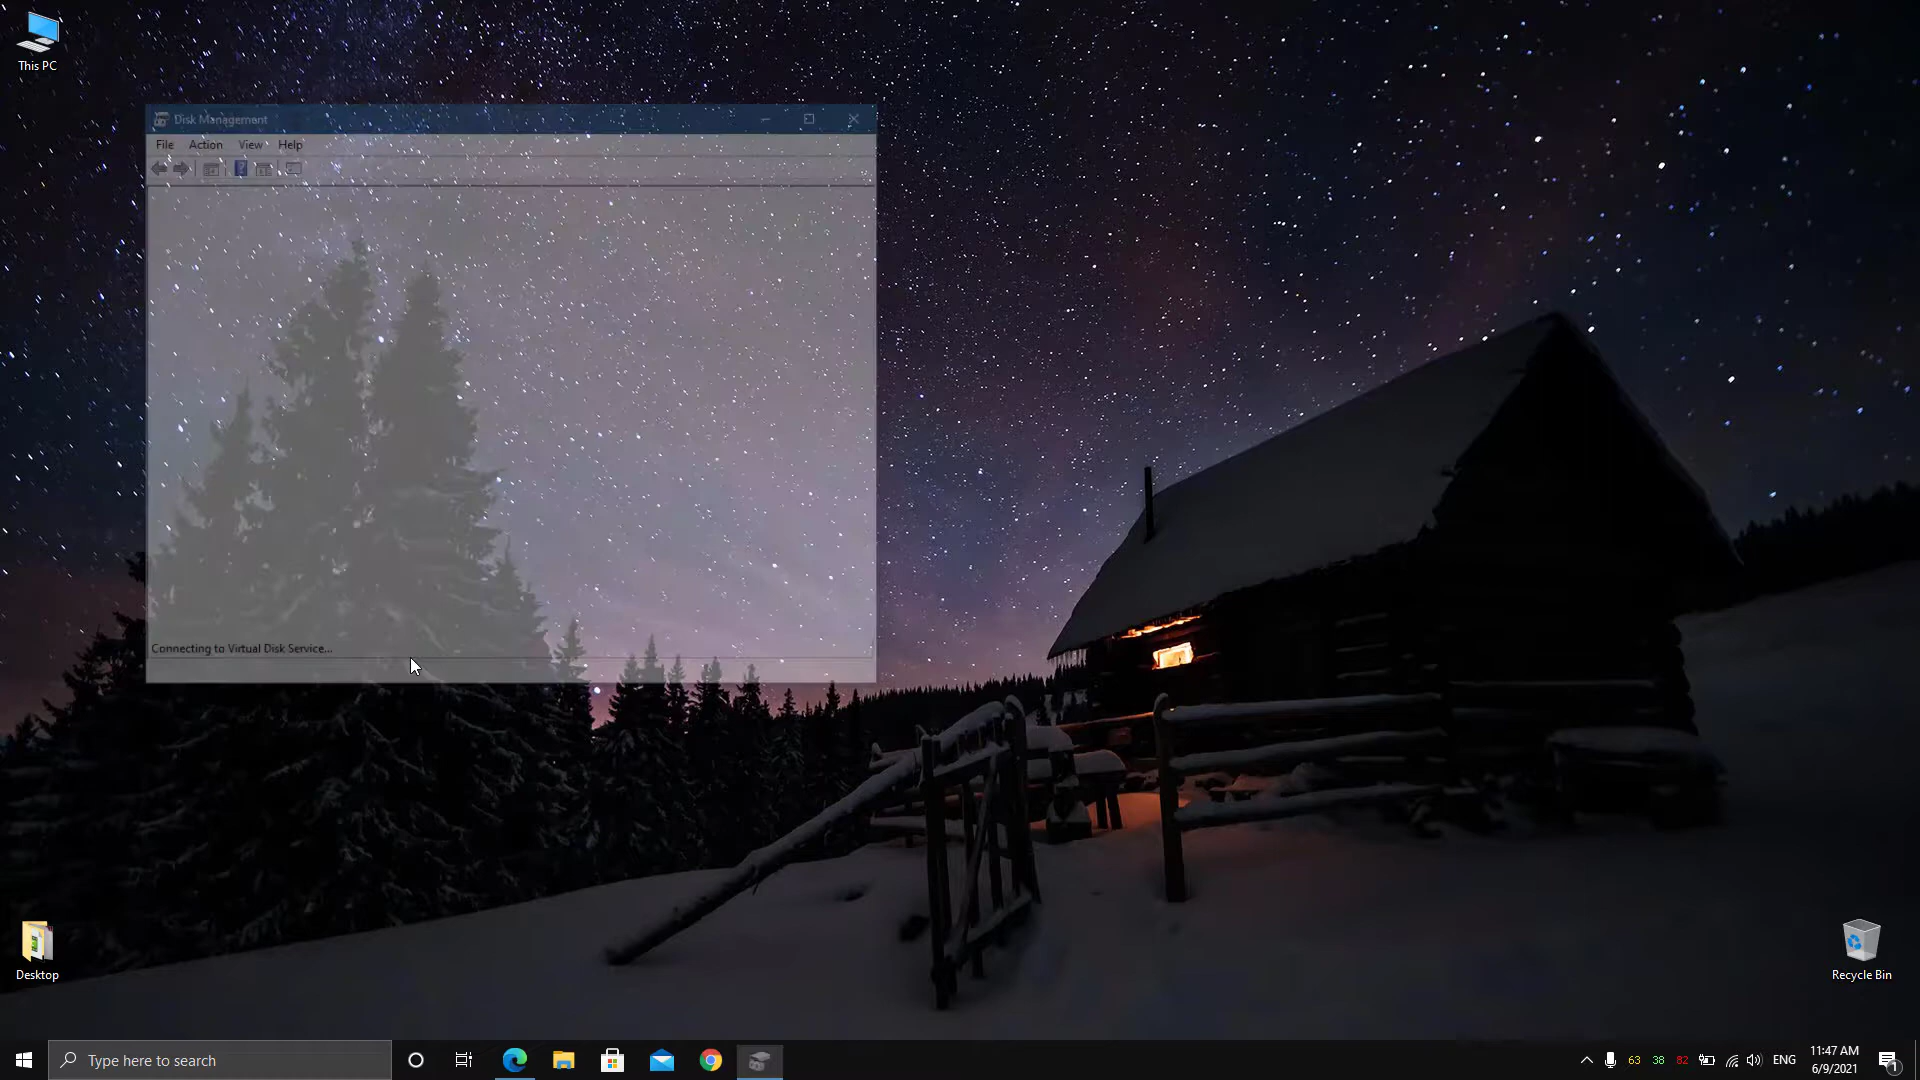 This PC
Disk Management
File Action View Help
Connecting to Virtual Disk Service...
Desktop
Recycle Bin
Type here to search
63 38 82 ENG
11:47 AM
6/9/2021
1